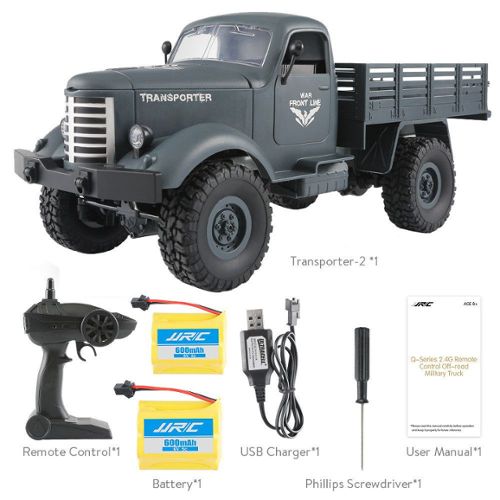 TRANSPORTER
WAR
FRONT LINE
Transporter-2 *1
JJRC
600mAh
JJRC
600mAh
JJRC
Q-Series 2.4G Remote
Control Off-road
Military Truck
Remote Control*1
USB Charger*1
User Manual*1
Battery*1
Phillips Screwdriver*1